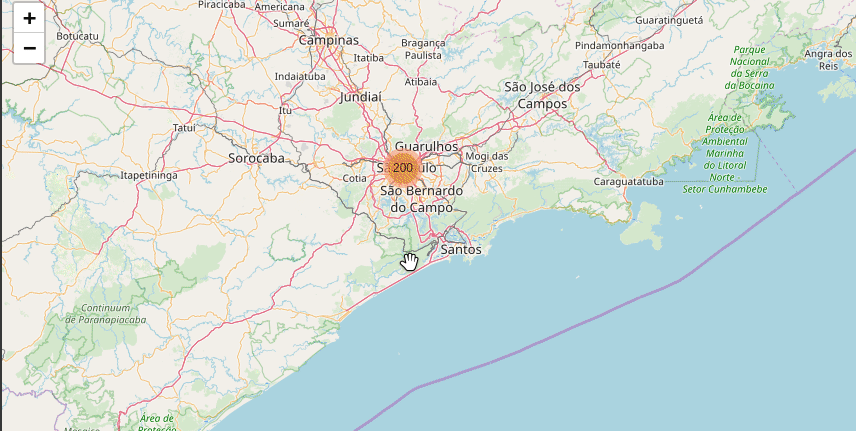 Piracicaba
Americana
Sumaré
Guaratinguetá
+
−
Botucatu
Campinas
Bragança
Paulista
Pindamonhangaba
Parque
Nacional
da Serra
da Bocaina
Angra dos
Reis
Itatiba
Taubaté
Indaiatuba
Atibaia
São José dos
Campos
Jundiaí
Itu
Tatuí
Área de
Proteção
Ambiental
Marinha
do Litoral
Norte -
Setor Cunhambebe
Guarulhos
Sorocaba
Mogi das
Cruzes
200
Itapetininga
Cotia
Caraguatatuba
São Bernardo
do Campo
Santos
Continuum
de Paranapiacaba
Área de